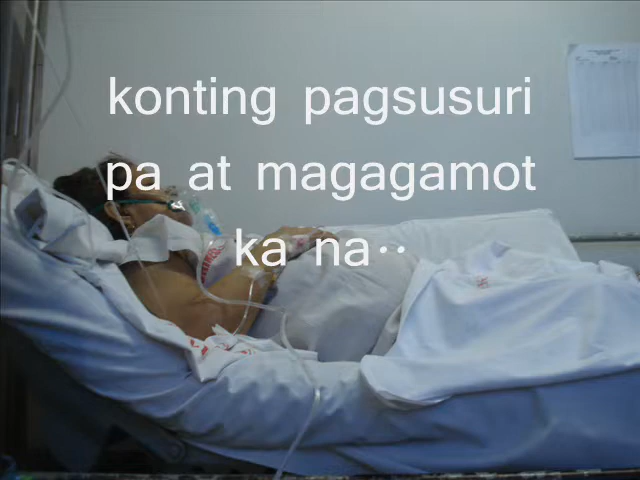 konting pagsusuri
pa at magagamot
ka na··